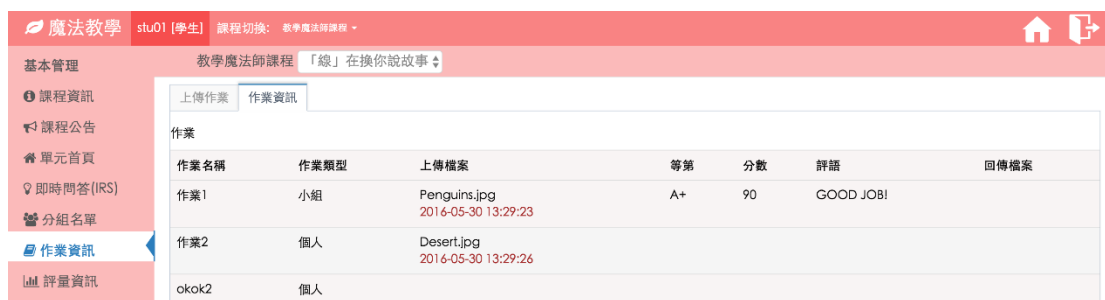 魔法教學 stu01 [學生] 課程切換: 教學魔法師課程
基本管理
課程資訊
課程公告
單元首頁
即時問答(IRS)
分組名單
作業資訊
評量資訊
教學魔法師課程 「線」在換你說故事
上傳作業 作業資訊
作業
作業名稱 作業類型 上傳檔案 等第 分數 評語 回傳檔案
作業1 小組 Penguins.jpg A+ 90 GOOD JOB!
2016-05-30 13:29:23
作業2 個人 Desert.jpg
2016-05-30 13:29:26
okok2 個人